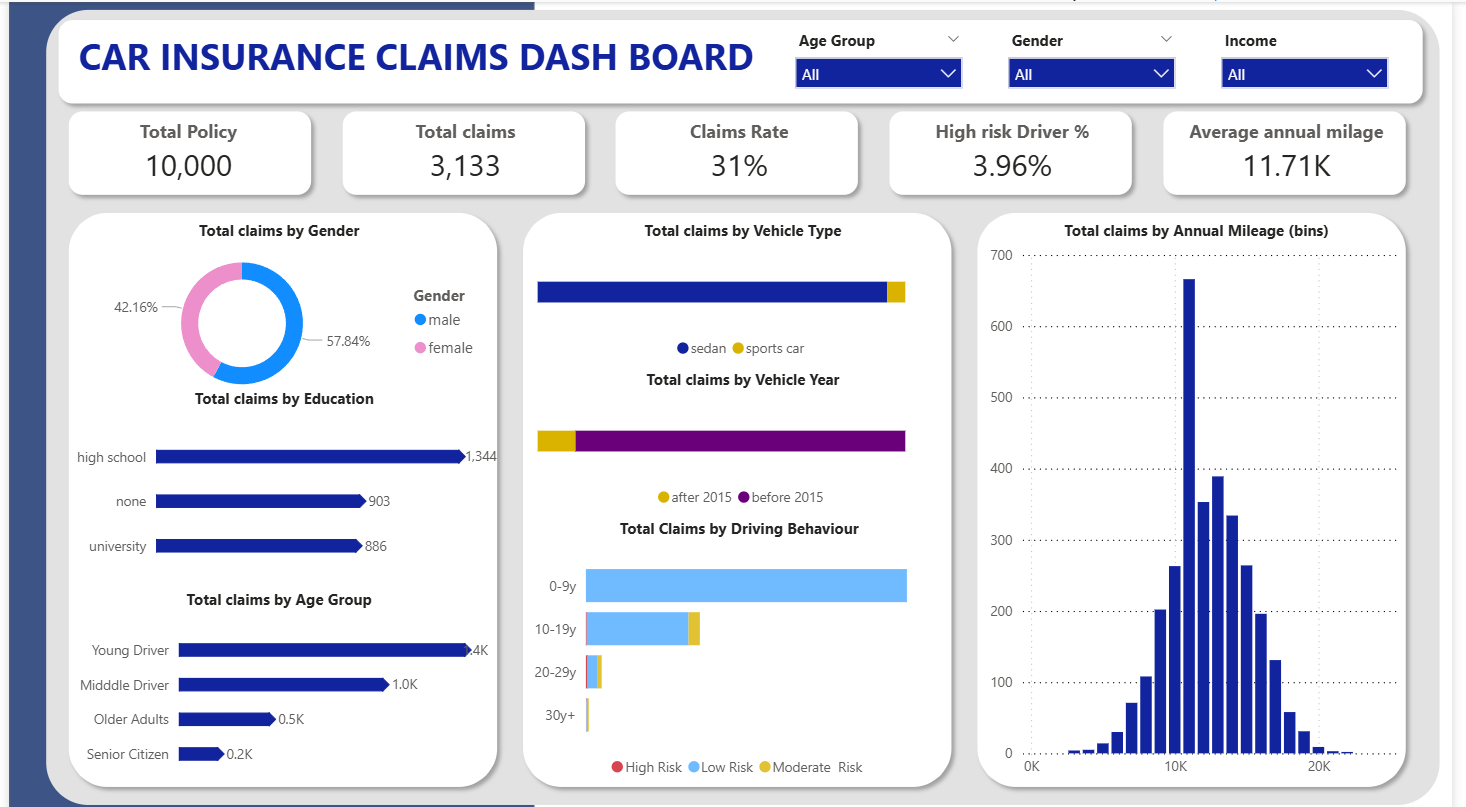 CAR INSURANCE CLAIMS DASH BOARD
Age Group
All
Gender
All
Income
All
Total Policy
10,000
Total claims
3,133
Claims Rate
31%
High risk Driver %
3.96%
Average annual milage
11.71K
Total claims by Gender
42.16%
57.84%
Gender
male
female
Total claims by Education
high school 1,344
none 903
university 886
Total claims by Age Group
Young Driver .4K
Midddle Driver 1.0K
Older Adults 0.5K
Senior Citizen 0.2K
Total claims by Vehicle Type
sedan sports car
Total claims by Vehicle Year
after 2015 before 2015
Total Claims by Driving Behaviour
0-9y
10-19y
20-29y
30y+
High Risk Low Risk Moderate Risk
Total claims by Annual Mileage (bins)
700
600
500
400
300
200
100
0
0K 10K 20K